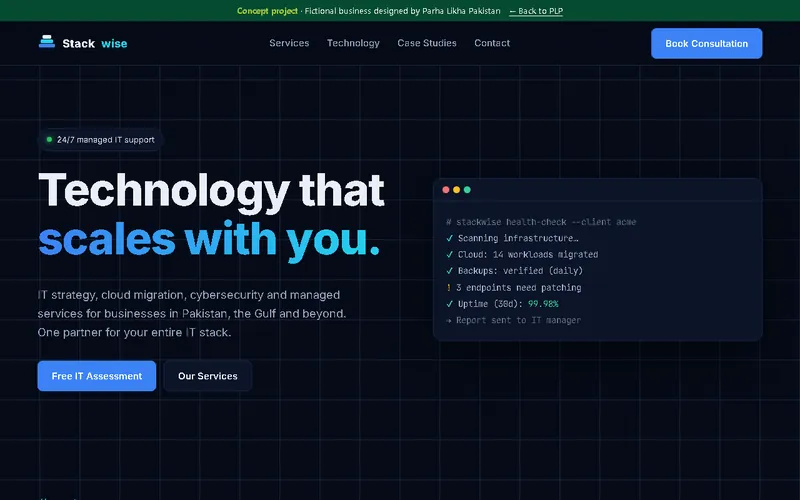 Concept project · Fictional business designed by Parha Likha Pakistan ← Back to PLP
Stack wise
Services Technology Case Studies Contact
Book Consultation
24/7 managed IT support
Technology that
scales with you.
IT strategy, cloud migration, cybersecurity and managed
services for businesses in Pakistan, the Gulf and beyond.
One partner for your entire IT stack.
Free IT Assessment
Our Services
# stackwise health-check --client acme
✓ Scanning infrastructure…
✓ Cloud: 14 workloads migrated
✓ Backups: verified (daily)
! 3 endpoints need patching
✓ Uptime (30d): 99.98%
→ Report sent to IT manager